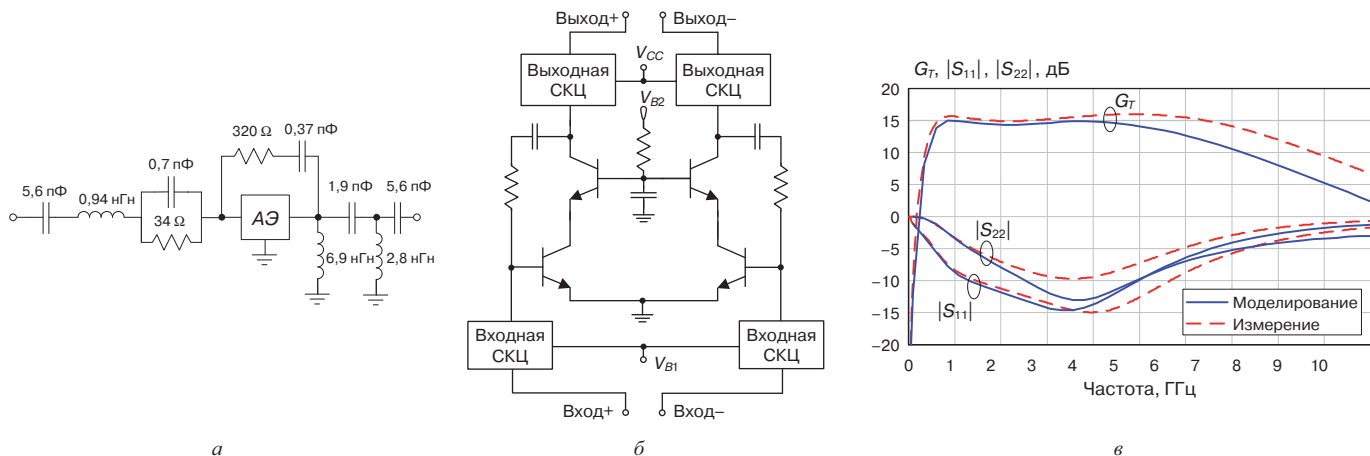 5,6 пФ
0,94 нГн
0,7 пФ
34 Ω
320 Ω
0,37 пФ
АЭ
1,9 пФ
5,6 пФ
6,9 нГн
2,8 нГн
а
Выход+
Выход–
Выходная СКЦ
VCC
Выходная СКЦ
VB2
Входная СКЦ
VB1
Входная СКЦ
Вход+
Вход–
б
GT, |S11|, |S22|, дБ
20
15
10
5
0
–5
–10
–15
–20
GT
|S22|
|S11|
Моделирование
Измерение
0 1 2 3 4 5 6 7 8 9 10
Частота, ГГц
в